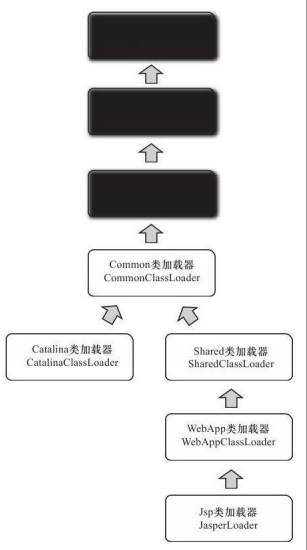 Common类加载器
CommonClassLoader
Catalina类加载器
CatalinaClassLoader
Shared类加载器
SharedClassLoader
WebApp类加载器
WebAppClassLoader
Jsp类加载器
JasperLoader